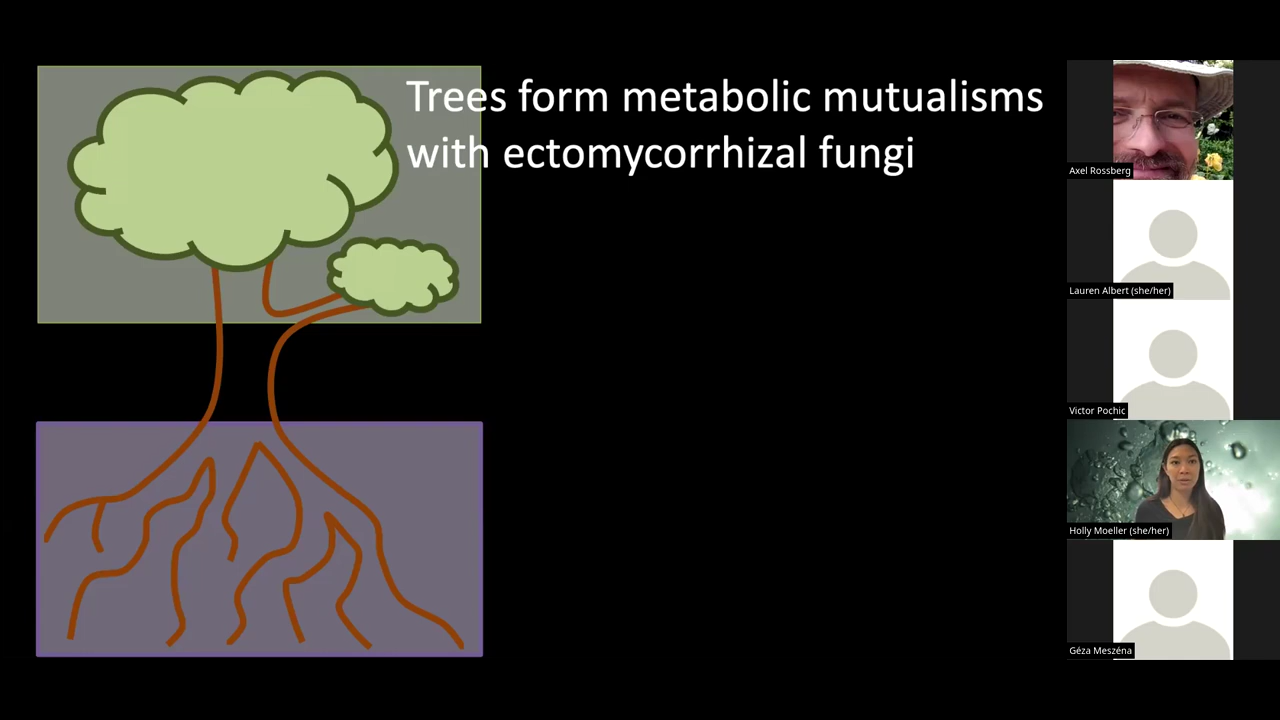 Trees form metabolic mutualisms
with ectomycorrhizal fungi
Axel Rossberg
Lauren Albert (she/her)
Victor Pochic
Holly Moeller (she/her)
Géza Meszéna